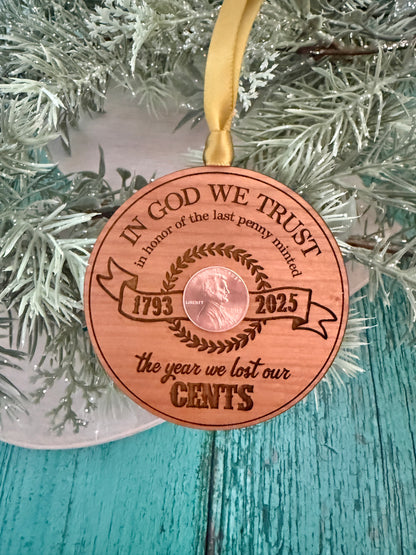 IN GOD WE TRUST
in honor of the last penny minted
1793 LIBERTY 2025
the year we lost our
CENTS